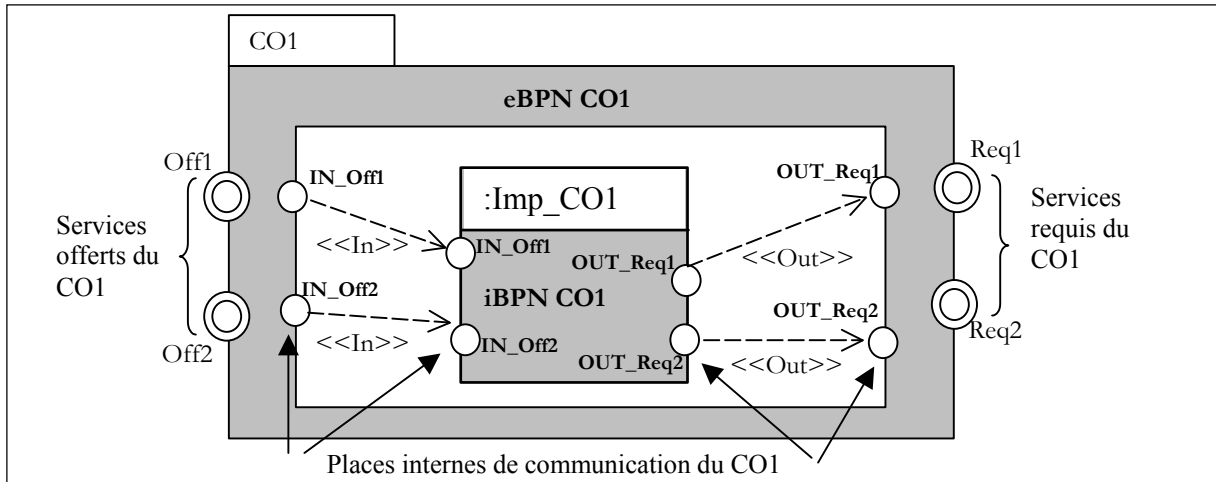 CO1
eBPN CO1
Off1
Req1
IN_Off1
OUT_Req1
:Imp_CO1
Services
offerts du
CO1
Services
requis du
CO1
<<In>>
IN_Off1
OUT_Req1
<<Out>>
IN_Off2
iBPN CO1
OUT_Req2
Off2
<<In>>
IN_Off2
OUT_Req2
<<Out>>
Req2
Places internes de communication du CO1